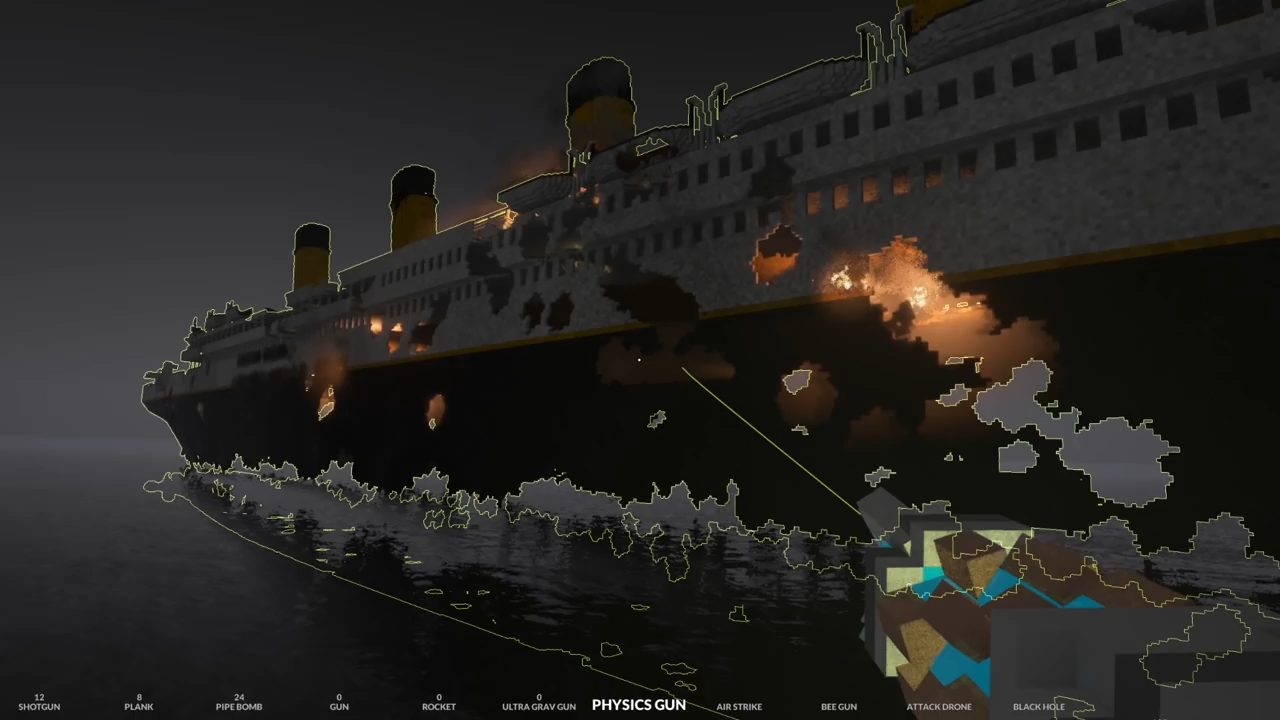 12 8 24 0 0 0
SHOTGUN PLANK PIPE BOMB GUN ROCKET ULTRA GRAV GUN PHYSICS GUN AIR STRIKE BEE GUN ATTACK DRONE BLACK HOLE